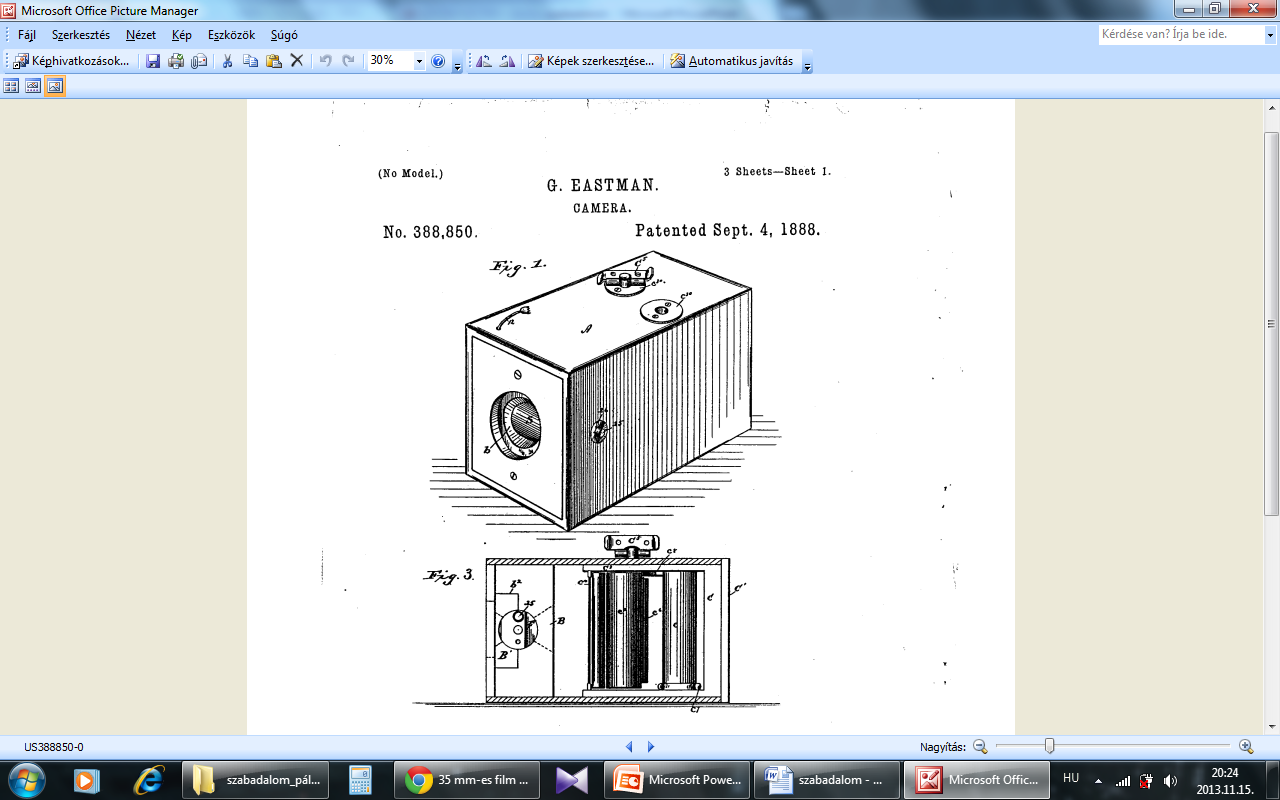 Microsoft Office Picture Manager
Fájl Szerkesztés Nézet Kép Eszközök Súgó
Kérdése van? Írja be ide.
Képhivatkozások... 30% Képek szerkesztése... Automatikus javítás
(No Model.) 3 Sheets—Sheet 1.
G. EASTMAN.
CAMERA.
No. 388,850. Patented Sept. 4, 1888.
Fig. 1.
A
b
Fig. 3.
B
B'
US388850-0 Nagyítás:
szabadalom_pál... 35 mm-es film ... Microsoft Powe... szabadalom - ... Microsoft Offic... HU 20:24
2013.11.15.